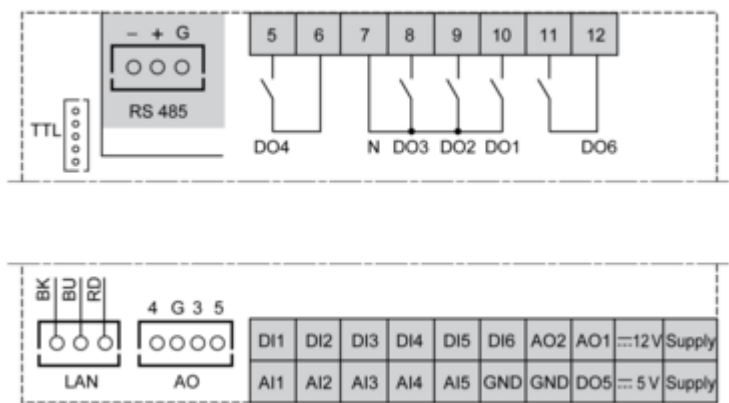 – + G
5 6 7 8 9 10 11 12
RS 485
TTL
DO4 N DO3 DO2 DO1 DO6
BK BU RD
4 G 3 5
LAN
AO
DI1 DI2 DI3 DI4 DI5 DI6 AO2 AO1 ⎓12 V Supply
AI1 AI2 AI3 AI4 AI5 GND GND DO5 ⎓ 5 V Supply